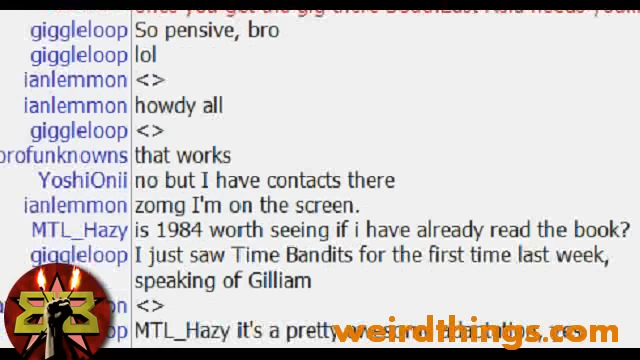 giggleloop So pensive, bro
giggleloop lol
ianlemmon <>
ianlemmon howdy all
giggleloop <>
profunknowns that works
YoshiOnii no but I have contacts there
ianlemmon zomg I'm on the screen.
MTL_Hazy is 1984 worth seeing if i have already read the book?
giggleloop I just saw Time Bandits for the first time last week,
speaking of Gilliam
<>
MTL_Hazy it's a pretty
weirdthings.com